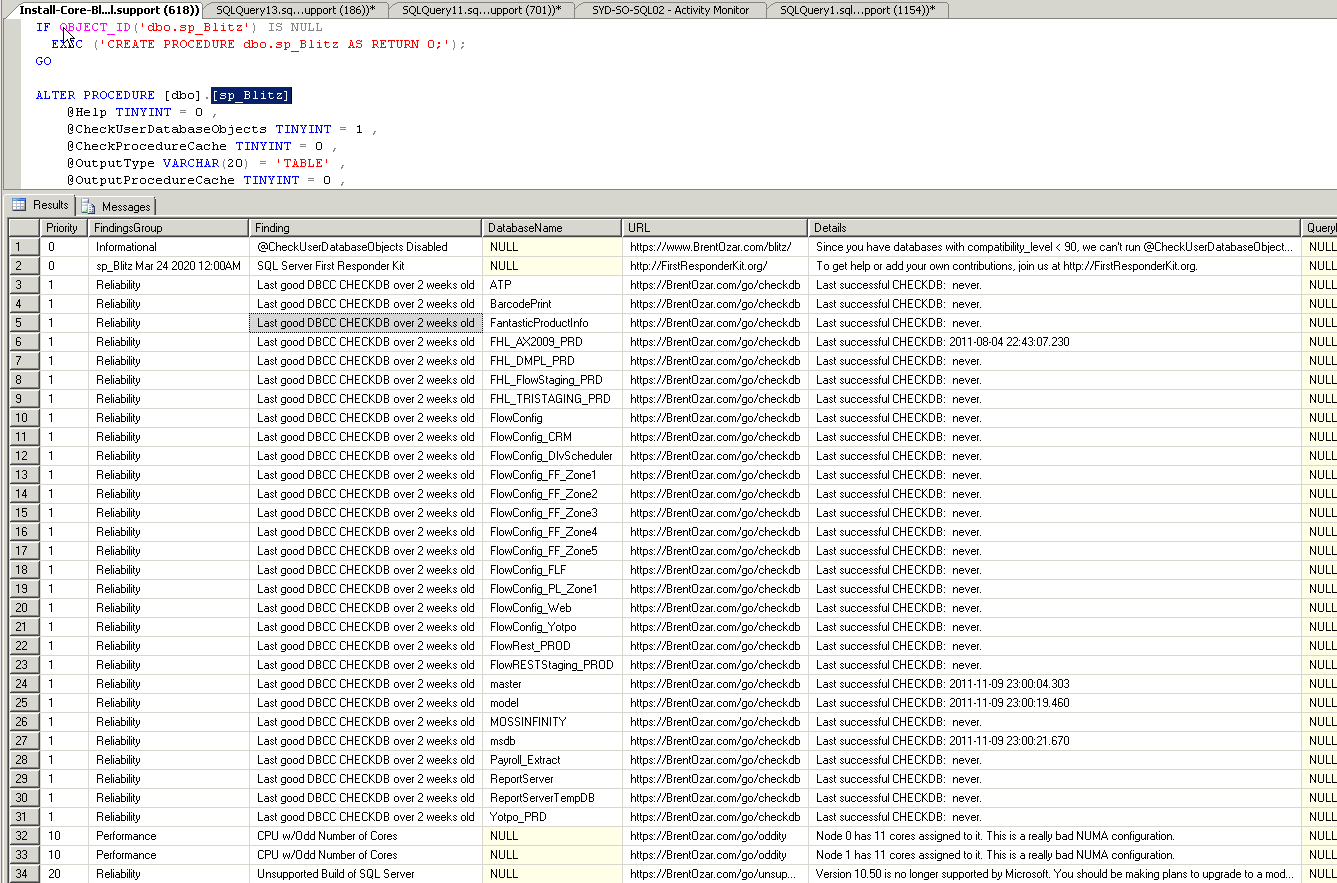 Install-Core-Bl...l.support (618)) SQLQuery13.sq...upport (186))* SQLQuery11.sq...upport (701))* SYD-SO-SQL02 - Activity Monitor SQLQuery1.sql...pport (1154))*
IF OBJECT_ID('dbo.sp_Blitz') IS NULL
EXEC ('CREATE PROCEDURE dbo.sp_Blitz AS RETURN 0;');
GO
ALTER PROCEDURE [dbo].[sp_Blitz]
@Help TINYINT = 0 ,
@CheckUserDatabaseObjects TINYINT = 1 ,
@CheckProcedureCache TINYINT = 0 ,
@OutputType VARCHAR(20) = 'TABLE' ,
@OutputProcedureCache TINYINT = 0 ,
Results Messages
Priority FindingsGroup Finding DatabaseName URL Details Query
1 0 Informational @CheckUserDatabaseObjects Disabled NULL https://www.BrentOzar.com/blitz/ Since you have databases with compatibility_level < 90, we can't run @CheckUserDatabaseObject... NULL
2 0 sp_Blitz Mar 24 2020 12:00AM SQL Server First Responder Kit NULL http://FirstResponderKit.org/ To get help or add your own contributions, join us at http://FirstResponderKit.org. NULL
3 1 Reliability Last good DBCC CHECKDB over 2 weeks old ATP https://BrentOzar.com/go/checkdb Last successful CHECKDB: never. NULL
4 1 Reliability Last good DBCC CHECKDB over 2 weeks old BarcodePrint https://BrentOzar.com/go/checkdb Last successful CHECKDB: never. NULL
5 1 Reliability Last good DBCC CHECKDB over 2 weeks old FantasticProductInfo https://BrentOzar.com/go/checkdb Last successful CHECKDB: never. NULL
6 1 Reliability Last good DBCC CHECKDB over 2 weeks old FHL_AX2009_PRD https://BrentOzar.com/go/checkdb Last successful CHECKDB: 2011-08-04 22:43:07.230 NULL
7 1 Reliability Last good DBCC CHECKDB over 2 weeks old FHL_DMPL_PRD https://BrentOzar.com/go/checkdb Last successful CHECKDB: never. NULL
8 1 Reliability Last good DBCC CHECKDB over 2 weeks old FHL_FlowStaging_PRD https://BrentOzar.com/go/checkdb Last successful CHECKDB: never. NULL
9 1 Reliability Last good DBCC CHECKDB over 2 weeks old FHL_TRISTAGING_PRD https://BrentOzar.com/go/checkdb Last successful CHECKDB: never. NULL
10 1 Reliability Last good DBCC CHECKDB over 2 weeks old FlowConfig https://BrentOzar.com/go/checkdb Last successful CHECKDB: never. NULL
11 1 Reliability Last good DBCC CHECKDB over 2 weeks old FlowConfig_CRM https://BrentOzar.com/go/checkdb Last successful CHECKDB: never. NULL
12 1 Reliability Last good DBCC CHECKDB over 2 weeks old FlowConfig_DlvScheduler https://BrentOzar.com/go/checkdb Last successful CHECKDB: never. NULL
13 1 Reliability Last good DBCC CHECKDB over 2 weeks old FlowConfig_FF_Zone1 https://BrentOzar.com/go/checkdb Last successful CHECKDB: never. NULL
14 1 Reliability Last good DBCC CHECKDB over 2 weeks old FlowConfig_FF_Zone2 https://BrentOzar.com/go/checkdb Last successful CHECKDB: never. NULL
15 1 Reliability Last good DBCC CHECKDB over 2 weeks old FlowConfig_FF_Zone3 https://BrentOzar.com/go/checkdb Last successful CHECKDB: never. NULL
16 1 Reliability Last good DBCC CHECKDB over 2 weeks old FlowConfig_FF_Zone4 https://BrentOzar.com/go/checkdb Last successful CHECKDB: never. NULL
17 1 Reliability Last good DBCC CHECKDB over 2 weeks old FlowConfig_FF_Zone5 https://BrentOzar.com/go/checkdb Last successful CHECKDB: never. NULL
18 1 Reliability Last good DBCC CHECKDB over 2 weeks old FlowConfig_FLF https://BrentOzar.com/go/checkdb Last successful CHECKDB: never. NULL
19 1 Reliability Last good DBCC CHECKDB over 2 weeks old FlowConfig_PL_Zone1 https://BrentOzar.com/go/checkdb Last successful CHECKDB: never. NULL
20 1 Reliability Last good DBCC CHECKDB over 2 weeks old FlowConfig_Web https://BrentOzar.com/go/checkdb Last successful CHECKDB: never. NULL
21 1 Reliability Last good DBCC CHECKDB over 2 weeks old FlowConfig_Yotpo https://BrentOzar.com/go/checkdb Last successful CHECKDB: never. NULL
22 1 Reliability Last good DBCC CHECKDB over 2 weeks old FlowRest_PROD https://BrentOzar.com/go/checkdb Last successful CHECKDB: never. NULL
23 1 Reliability Last good DBCC CHECKDB over 2 weeks old FlowRESTStaging_PROD https://BrentOzar.com/go/checkdb Last successful CHECKDB: never. NULL
24 1 Reliability Last good DBCC CHECKDB over 2 weeks old master https://BrentOzar.com/go/checkdb Last successful CHECKDB: 2011-11-09 23:00:04.303 NULL
25 1 Reliability Last good DBCC CHECKDB over 2 weeks old model https://BrentOzar.com/go/checkdb Last successful CHECKDB: 2011-11-09 23:00:19.460 NULL
26 1 Reliability Last good DBCC CHECKDB over 2 weeks old MOSSINFINITY https://BrentOzar.com/go/checkdb Last successful CHECKDB: never. NULL
27 1 Reliability Last good DBCC CHECKDB over 2 weeks old msdb https://BrentOzar.com/go/checkdb Last successful CHECKDB: 2011-11-09 23:00:21.670 NULL
28 1 Reliability Last good DBCC CHECKDB over 2 weeks old Payroll_Extract https://BrentOzar.com/go/checkdb Last successful CHECKDB: never. NULL
29 1 Reliability Last good DBCC CHECKDB over 2 weeks old ReportServer https://BrentOzar.com/go/checkdb Last successful CHECKDB: never. NULL
30 1 Reliability Last good DBCC CHECKDB over 2 weeks old ReportServerTempDB https://BrentOzar.com/go/checkdb Last successful CHECKDB: never. NULL
31 1 Reliability Last good DBCC CHECKDB over 2 weeks old Yotpo_PRD https://BrentOzar.com/go/checkdb Last successful CHECKDB: never. NULL
32 10 Performance CPU w/Odd Number of Cores NULL https://BrentOzar.com/go/oddity Node 0 has 11 cores assigned to it. This is a really bad NUMA configuration. NULL
33 10 Performance CPU w/Odd Number of Cores NULL https://BrentOzar.com/go/oddity Node 1 has 11 cores assigned to it. This is a really bad NUMA configuration. NULL
34 20 Reliability Unsupported Build of SQL Server NULL https://BrentOzar.com/go/unsup... Version 10.50 is no longer supported by Microsoft. You should be making plans to upgrade to a mod... NULL